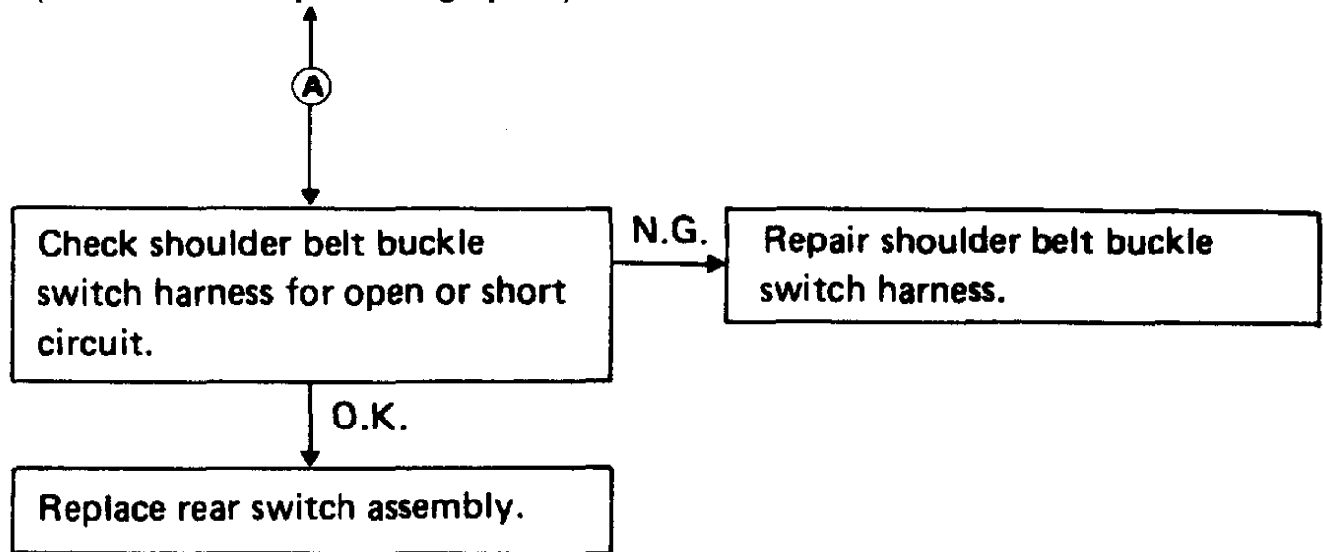 A
Check shoulder belt buckle
switch harness for open or short
circuit.
N.G.
Repair shoulder belt buckle
switch harness.
O.K.
Replace rear switch assembly.